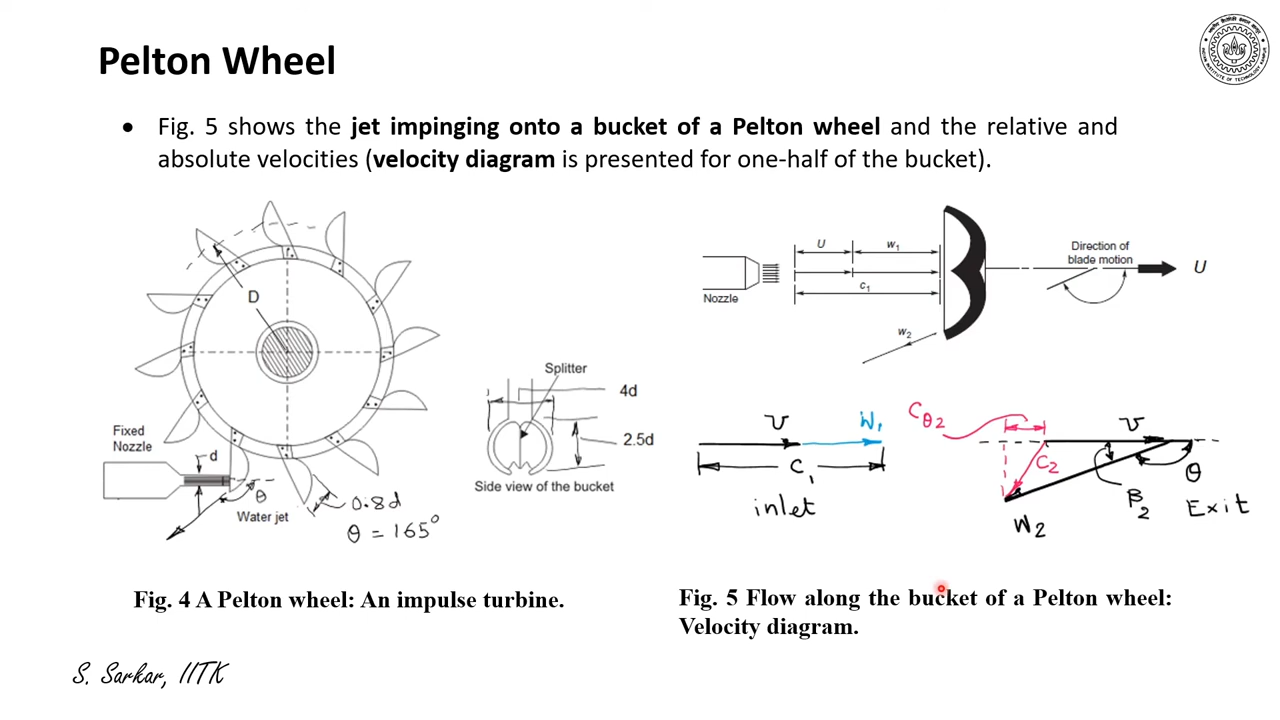 Pelton Wheel
• Fig. 5 shows the jet impinging onto a bucket of a Pelton wheel and the relative and
absolute velocities (velocity diagram is presented for one-half of the bucket).
D
Fixed
Nozzle
d
θ
Water jet
0.8d
θ = 165°
Splitter
4d
2.5d
Side view of the bucket
Fig. 4 A Pelton wheel: An impulse turbine.
Nozzle
U
w₁
c₁
w₂
Direction of
blade motion
U
U
W₁
C₁
inlet
Cθ2
U
C₂
β₂
θ
W₂
Exit
Fig. 5 Flow along the bucket of a Pelton wheel:
Velocity diagram.
S. Sarkar, IITK